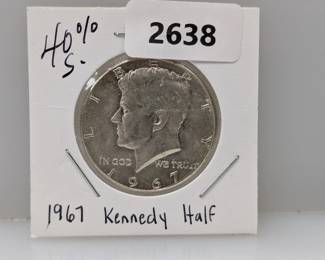 40%
S.
2638
LIBERTY
IN GOD WE TRUST
1967
1967 Kennedy Half